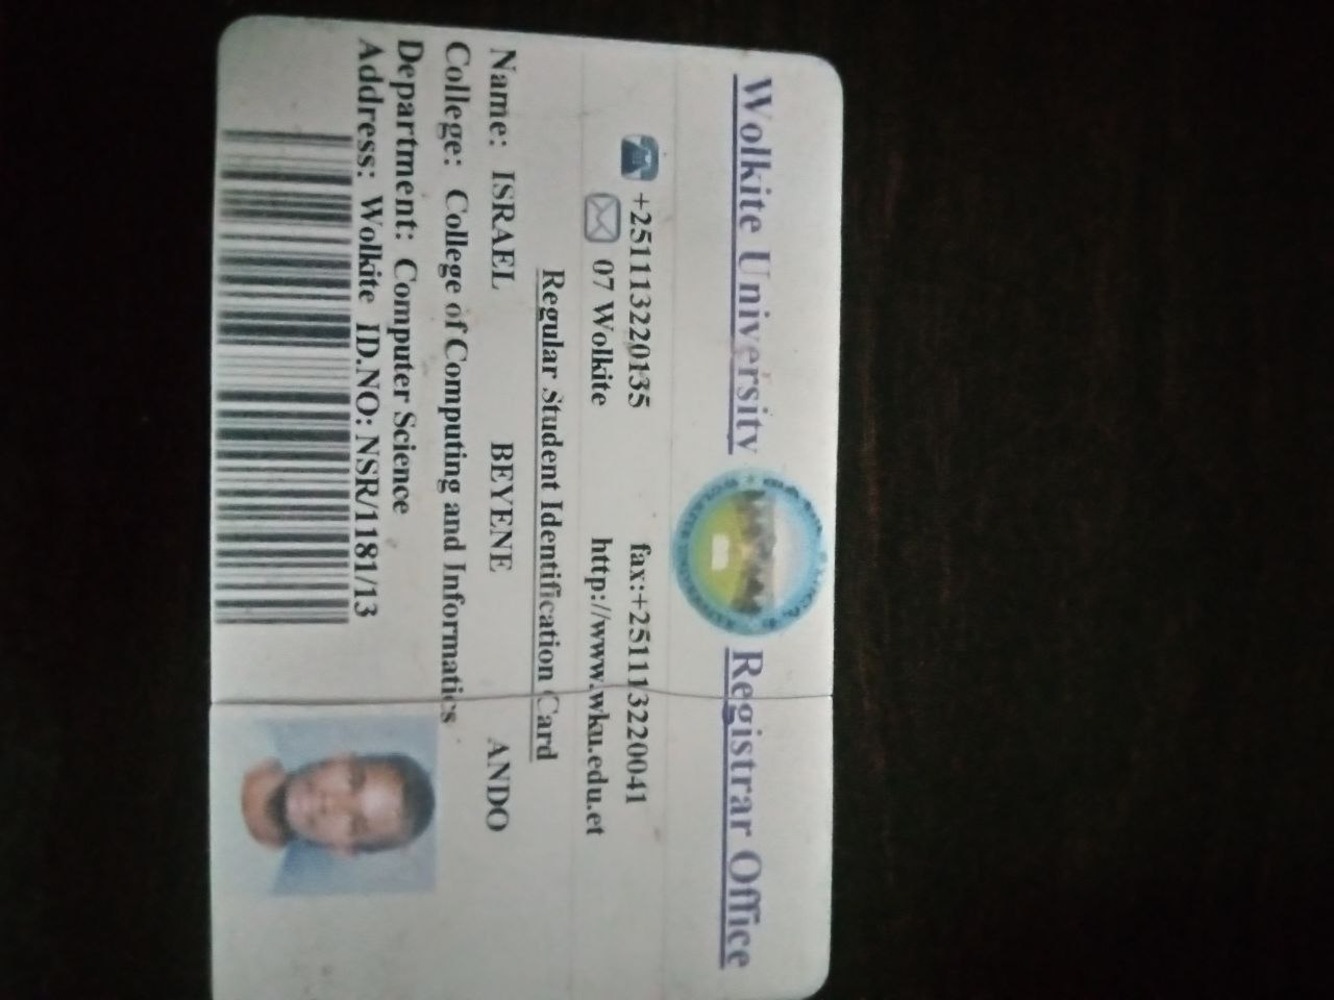 Wolkite University Registrar Office
+251113220135 fax:+251113220041
07 Wolkite http://www.wku.edu.et
Regular Student Identification Card
Name: ISRAEL BEYENE ANDO
College: College of Computing and Informatics
Department: Computer Science
Address: Wolkite ID.NO: NSR/1181/13